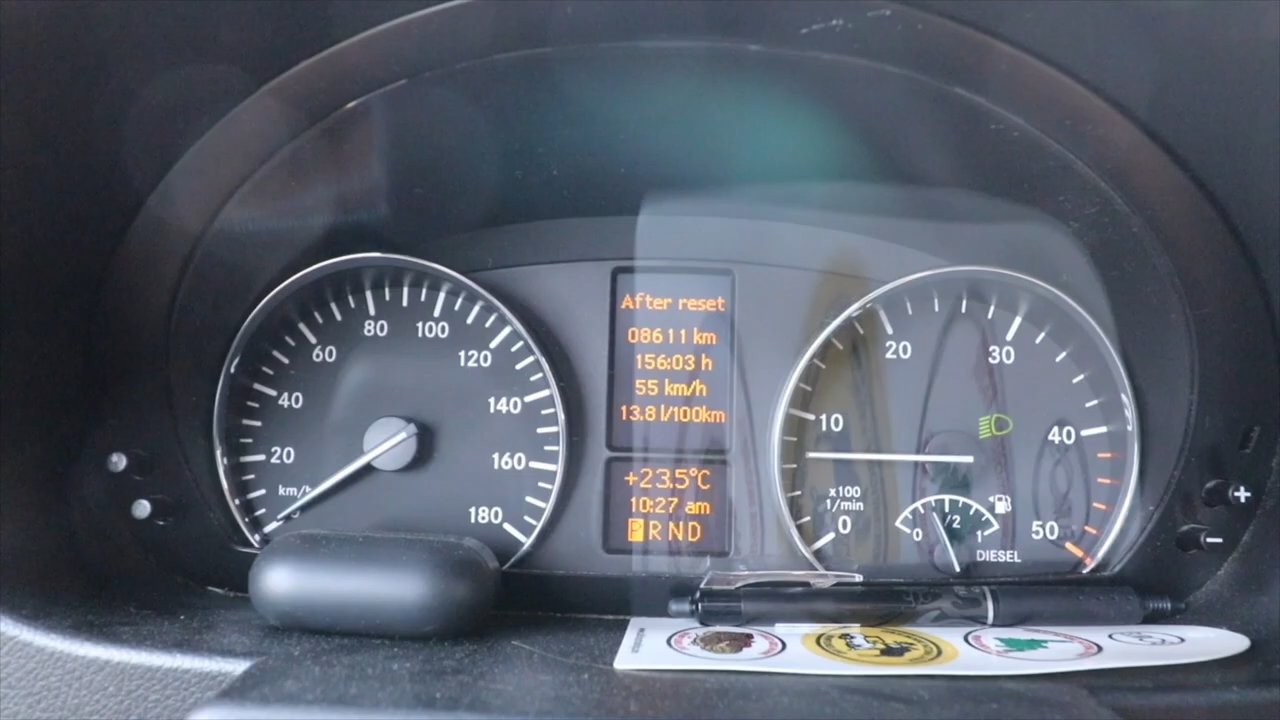 After reset
08611 km
156:03 h
55 km/h
13.8 l/100km
+23.5°C
10:27 am
PRND
20
40
60
80
100
120
140
160
180
km/h
0
10
20
30
40
50
x100
1/min
0
1/2
1
DIESEL
+
-